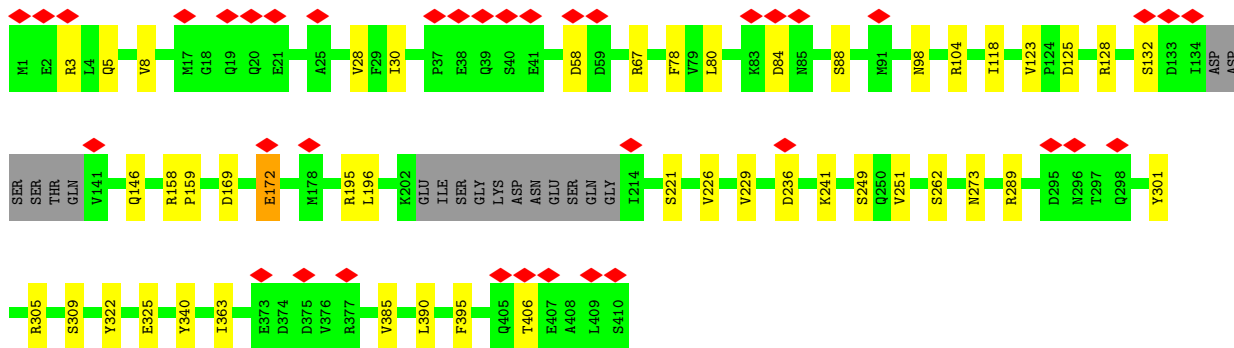 M1 E2 R3 L4 Q5 V8 M17 G18 Q19 Q20 E21 A25 V28 F29 I30 P37 E38 Q39 S40 E41 D58 D59 R67 F78 V79 L80 K83 D84 N85 S88 M91 N98 R104 I118 V123 P124 D125 R128 S132 D133 I134 ASP ASP
SER SER THR GLN V141 Q146 R158 P159 D169 E172 M178 R195 L196 K202 GLU ILE SER GLY LYS ASP ASN GLU SER GLN GLY I214 S221 V226 V229 D236 K241 S249 Q250 V251 S262 N273 R289 D295 N296 T297 Q298 Y301
R305 S309 Y322 E325 Y340 I363 E373 D374 D375 V376 R377 V385 L390 F395 Q405 T406 E407 A408 L409 S410